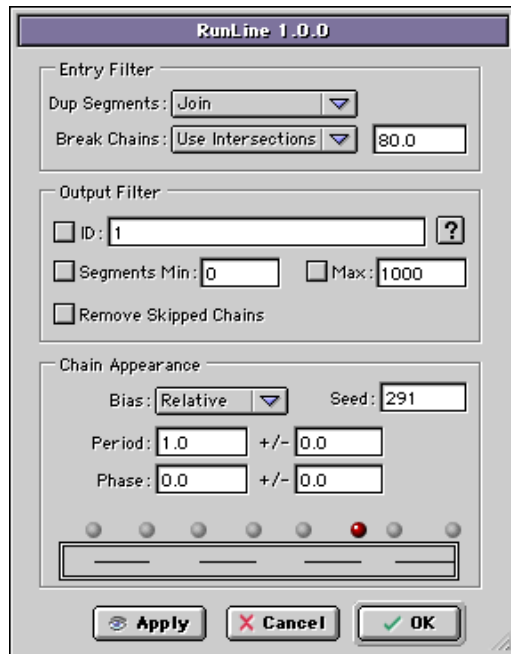 RunLine 1.0.0
Entry Filter
Dup Segments: Join
Break Chains: Use Intersections 80.0
Output Filter
ID: 1 ?
Segments Min: 0 Max: 1000
Remove Skipped Chains
Chain Appearance
Bias: Relative Seed: 291
Period: 1.0 +/- 0.0
Phase: 0.0 +/- 0.0
Apply Cancel OK